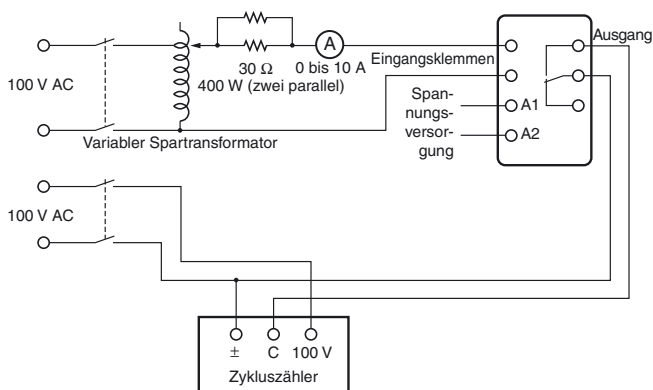 100 V AC
30 Ω
400 W (zwei parallel)
A
0 bis 10 A
Variabler Spartransformator
Eingangsklemmen
Span-
nungs-
versor-
gung
A1
A2
Ausgang
100 V AC
± C 100 V
Zykluszähler